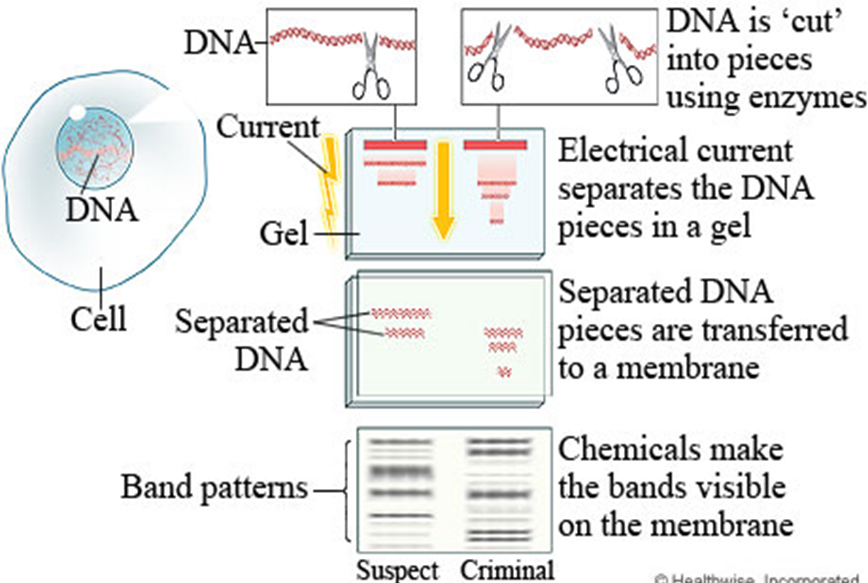 DNA
DNA is ‘cut’
into pieces
using enzymes
Current
DNA
Cell
Gel
Electrical current
separates the DNA
pieces in a gel
Separated
DNA
Separated DNA
pieces are transferred
to a membrane
Band patterns
Chemicals make
the bands visible
on the membrane
Suspect Criminal
© Healthwise, Incorporated